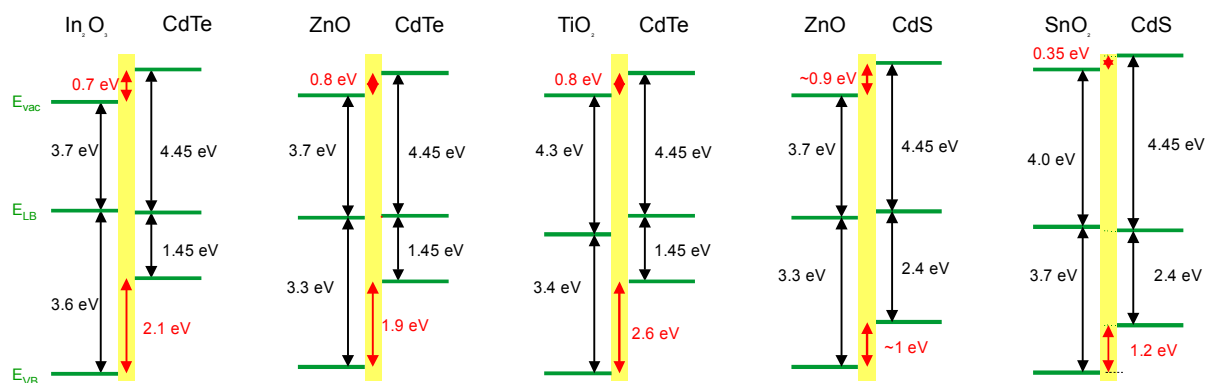 In₂O₃ CdTe
0.7 eV
E_vac
3.7 eV
4.45 eV
E_LB
1.45 eV
3.6 eV
2.1 eV
E_VB
ZnO CdTe
0.8 eV
3.7 eV
4.45 eV
1.45 eV
3.3 eV
1.9 eV
TiO₂ CdTe
0.8 eV
4.3 eV
4.45 eV
1.45 eV
3.4 eV
2.6 eV
ZnO CdS
~0.9 eV
3.7 eV
4.45 eV
2.4 eV
3.3 eV
~1 eV
SnO₂ CdS
0.35 eV
4.45 eV
4.0 eV
2.4 eV
3.7 eV
1.2 eV